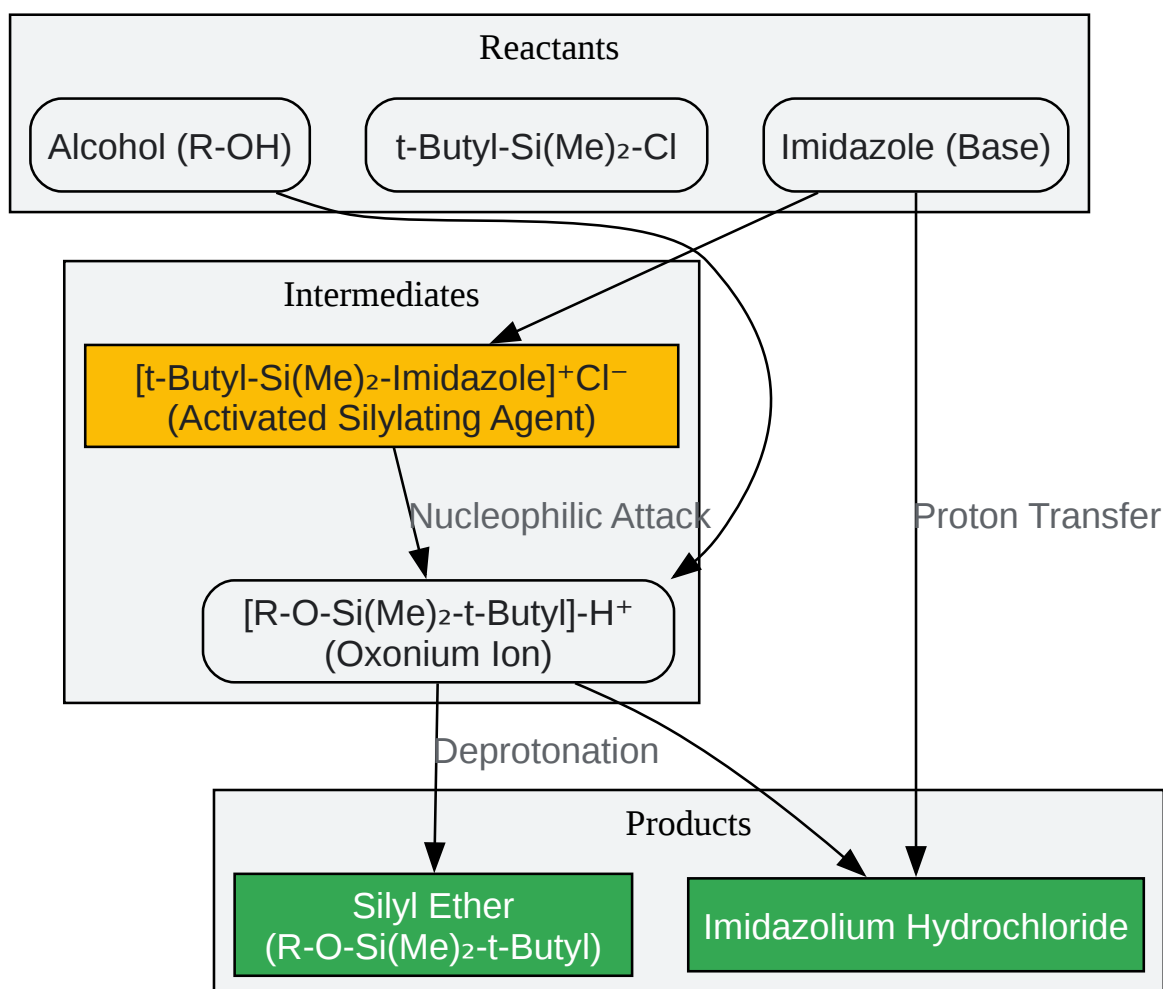 Reactants
Alcohol (R-OH)
t-Butyl-Si(Me)₂-Cl
Imidazole (Base)
Intermediates
[t-Butyl-Si(Me)₂-Imidazole]⁺Cl⁻
(Activated Silylating Agent)
Nucleophilic Attack
Proton Transfer
[R-O-Si(Me)₂-t-Butyl]-H⁺
(Oxonium Ion)
Deprotonation
Products
Silyl Ether
(R-O-Si(Me)₂-t-Butyl)
Imidazolium Hydrochloride